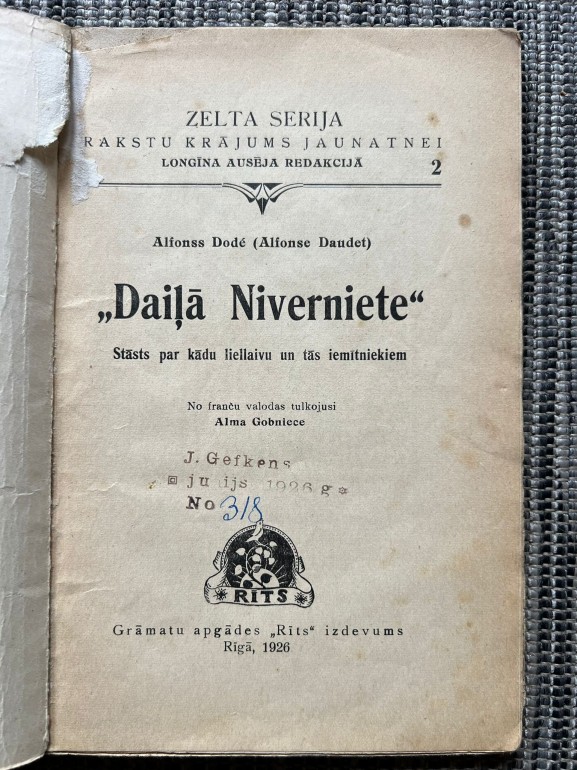 ZELTA SERIJA
RAKSTU KRĀJUMS JAUNATNEI
LONGĪNA AUSĒJA REDAKCIJĀ
2
Alfonss Dodé (Alfonse Daudet)
„Daiļā Niverniete“
Stāsts par kādu liellaivu un tās iemītniekiem
No franču valodas tulkojusi
Alma Gobniece
J. Gefkens
junijs 1926 g
No 318
RĪTS
Grāmatu apgādes „Rīts“ izdevums
Rīgā, 1926